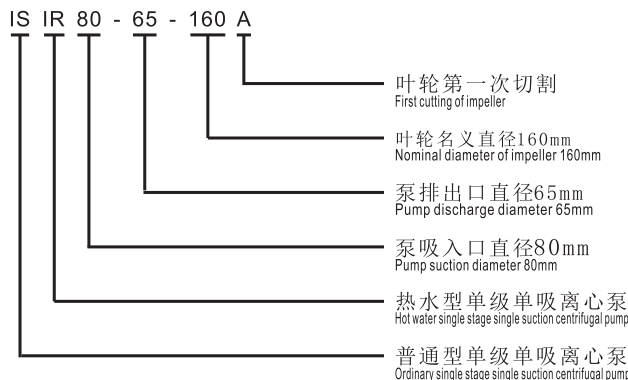 IS IR 80 - 65 - 160 A
叶轮第一次切割
First cutting of impeller
叶轮名义直径160mm
Nominal diameter of impeller 160mm
泵排出口直径65mm
Pump discharge diameter 65mm
泵吸入口直径80mm
Pump suction diameter 80mm
热水型单级单吸离心泵
Hot water single stage single suction centrifugal pump
普通型单级单吸离心泵
Ordinary single stage single suction centrifugal pump